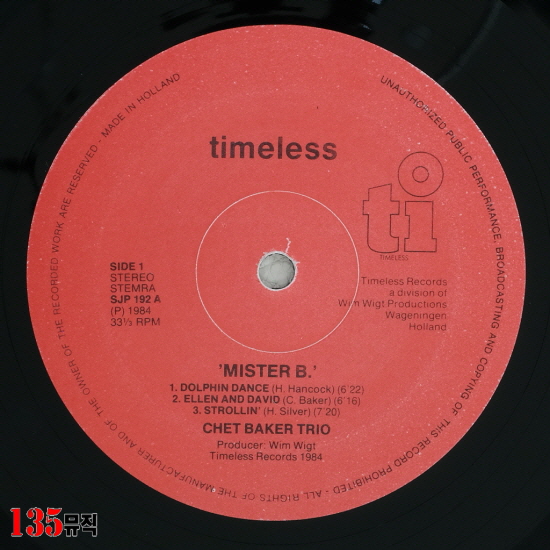 timeless
ti
TIMELESS
SIDE 1
STEREO
STEMRA
SJP 192 A
(P) 1984
33⅓ RPM
Timeless Records
a division of
Wim Wigt Productions
Wageningen
Holland
'MISTER B.'
1. DOLPHIN DANCE (H. Hancock) (6'22)
2. ELLEN AND DAVID (C. Baker) (6'16)
3. STROLLIN' (H. Silver) (7'20)
CHET BAKER TRIO
Producer: Wim Wigt
Timeless Records 1984
UNAUTHORIZED PUBLIC PERFORMANCE, BROADCASTING AND COPYING OF THIS RECORD PROHIBITED - ALL RIGHTS OF THE MANUFACTURER AND OF THE OWNER OF THE RECORDED WORK ARE RESERVED - MADE IN HOLLAND
135뮤직